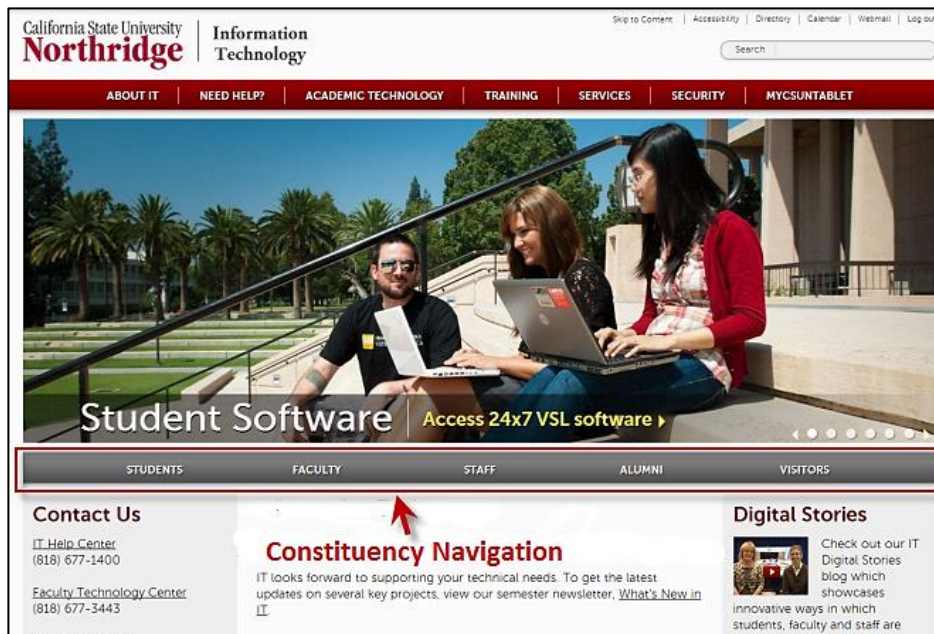 California State University
Northridge
Information
Technology
Skip to Content | Accessibility | Directory | Calendar | Webmail | Log out
Search
ABOUT IT | NEED HELP? | ACADEMIC TECHNOLOGY | TRAINING | SERVICES | SECURITY | MYCSUNTABLET
Student Software | Access 24x7 VSL software
STUDENTS FACULTY STAFF ALUMNI VISITORS
Contact Us
IT Help Center
(818) 677-1400
Faculty Technology Center
(818) 677-3443
Constituency Navigation
IT looks forward to supporting your technical needs. To get the latest
updates on several key projects, view our semester newsletter, What's New in
IT.
Digital Stories
Check out our IT
Digital Stories
blog which
showcases
innovative ways in which
students, faculty and staff are